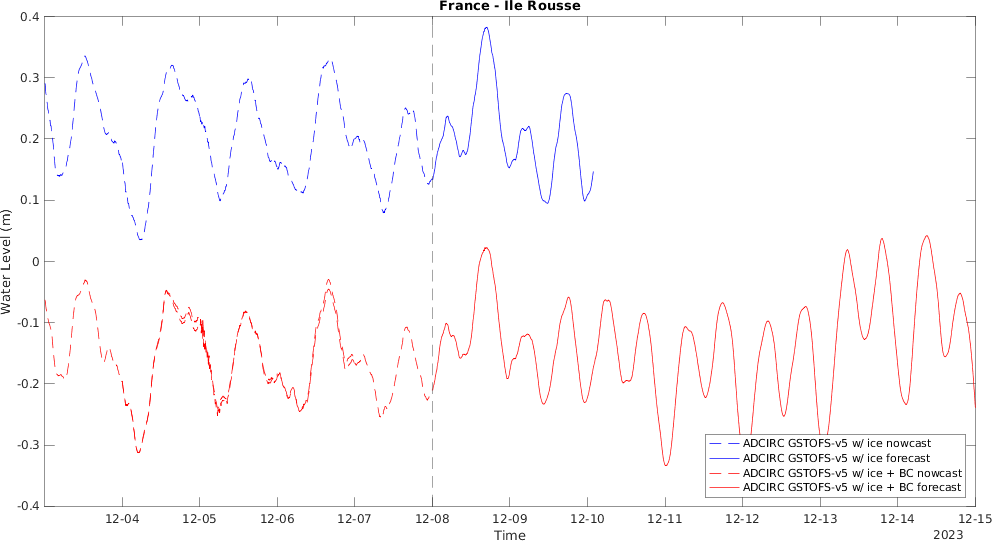 France - Ile Rousse
Water Level (m)
0.4
0.3
0.2
0.1
0
-0.1
-0.2
-0.3
-0.4
12-04 12-05 12-06 12-07 12-08 12-09 12-10 12-11 12-12 12-13 12-14 12-15
Time
2023
ADCIRC GSTOFS-v5 w/ ice nowcast
ADCIRC GSTOFS-v5 w/ ice forecast
ADCIRC GSTOFS-v5 w/ ice + BC nowcast
ADCIRC GSTOFS-v5 w/ ice + BC forecast